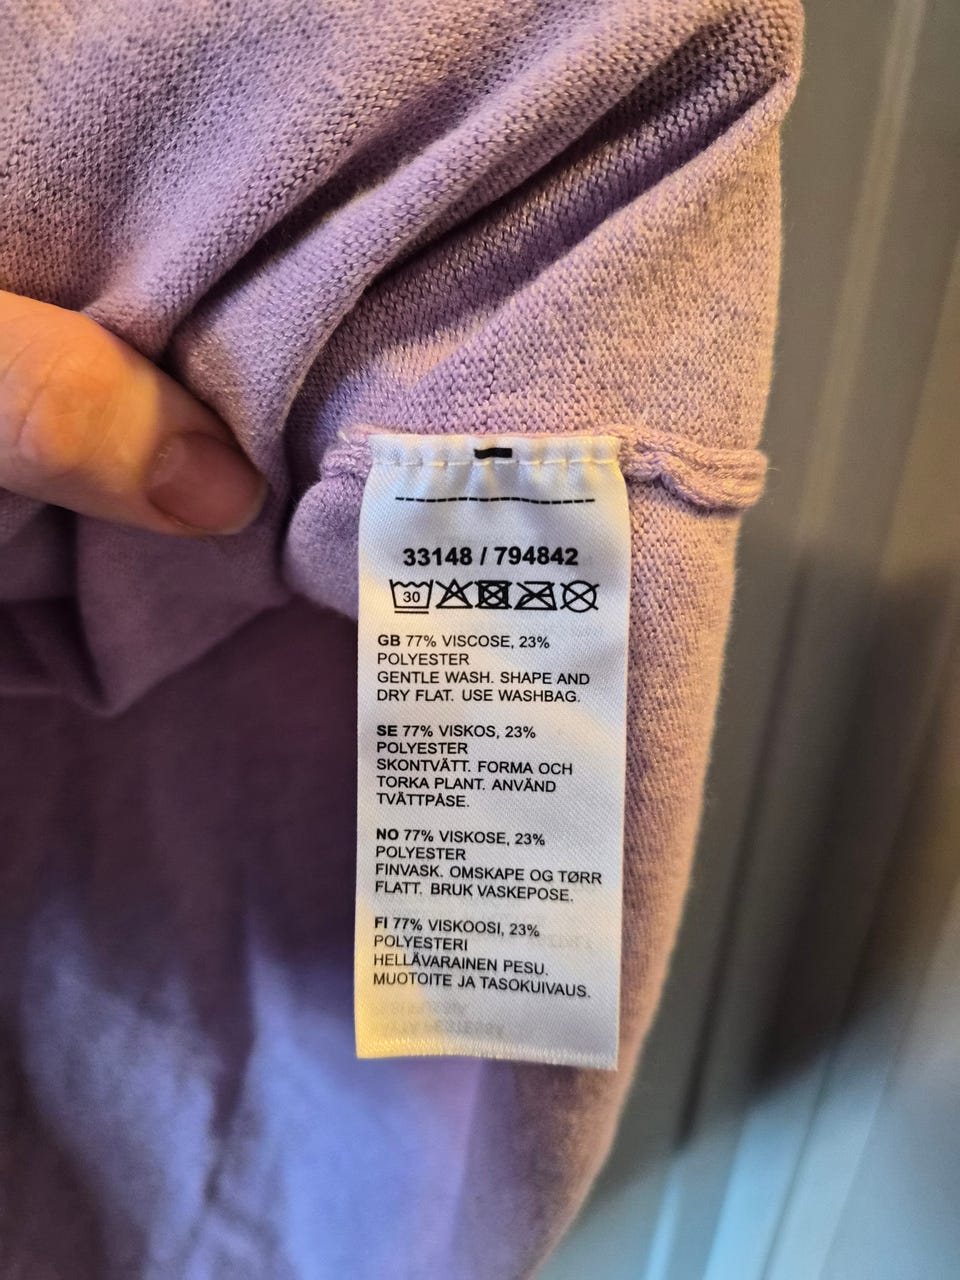 33148 / 794842
30
GB 77% VISCOSE, 23%
POLYESTER
GENTLE WASH. SHAPE AND
DRY FLAT. USE WASHBAG.
SE 77% VISKOS, 23%
POLYESTER
SKONTVÄTT. FORMA OCH
TORKA PLANT. ANVÄND
TVÄTTPÅSE.
NO 77% VISKOSE, 23%
POLYESTER
FINVASK. OMSKAPE OG TØRR
FLATT. BRUK VASKEPOSE.
FI 77% VISKOOSI, 23%
POLYESTERI
HELLÄVARAINEN PESU.
MUOTOITE JA TASOKUIVAUS.